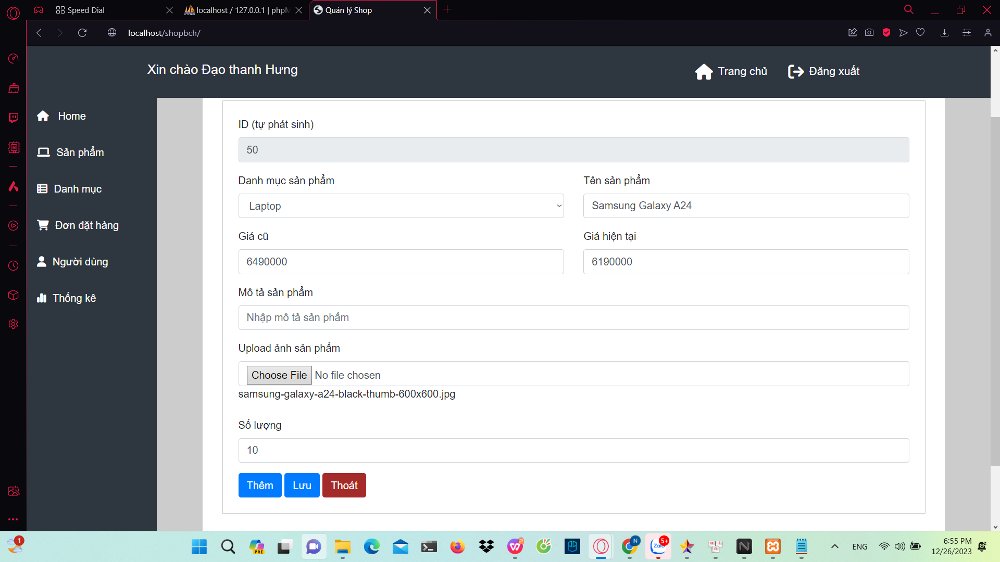 Speed Dial
localhost / 127.0.0.1 | phpM
Quản lý Shop
localhost/shopbch/
Xin chào Đạo thanh Hưng
Trang chủ
Đăng xuất
Home
Sản phẩm
Danh mục
Đơn đặt hàng
Người dùng
Thống kê
ID (tự phát sinh)
50
Danh mục sản phẩm
Tên sản phẩm
Laptop
Samsung Galaxy A24
Giá cũ
Giá hiện tại
6490000
6190000
Mô tả sản phẩm
Nhập mô tả sản phẩm
Upload ảnh sản phẩm
Choose File No file chosen
samsung-galaxy-a24-black-thumb-600x600.jpg
Số lượng
10
Thêm
Lưu
Thoát
1
PRE
N
Zalo
5+
ENG
6:55 PM
12/26/2023